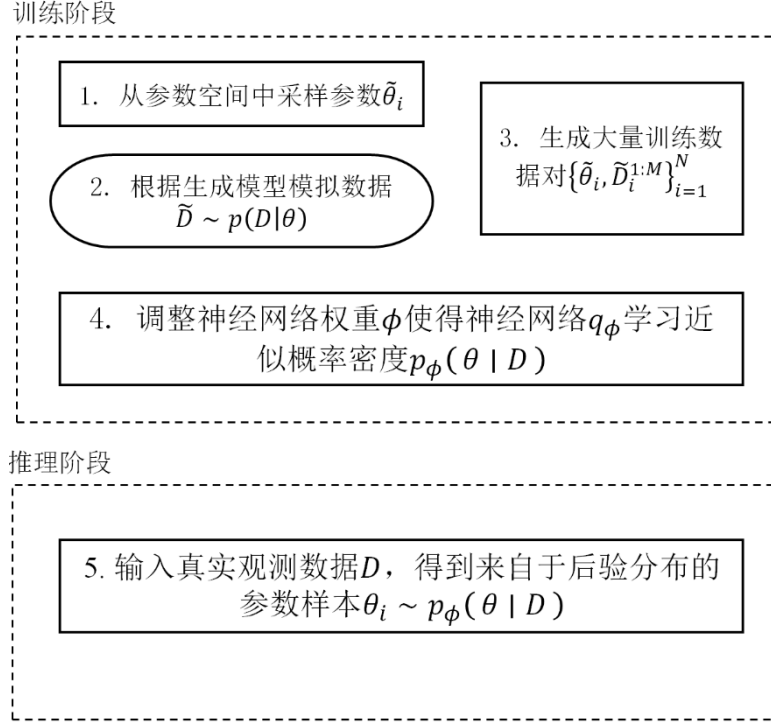 训练阶段
1. 从参数空间中采样参数θ̃ᵢ
2. 根据生成模型模拟数据
D̃ ~ p(D|θ)
3. 生成大量训练数
据对{θ̃ᵢ, D̃ᵢ¹:ᴹ}ᵢ₌₁ᴺ
4. 调整神经网络权重ϕ使得神经网络qᵩ学习近
似概率密度pᵩ(θ | D)
推理阶段
5. 输入真实观测数据D，得到来自于后验分布的
参数样本θᵢ ~ pᵩ(θ | D)